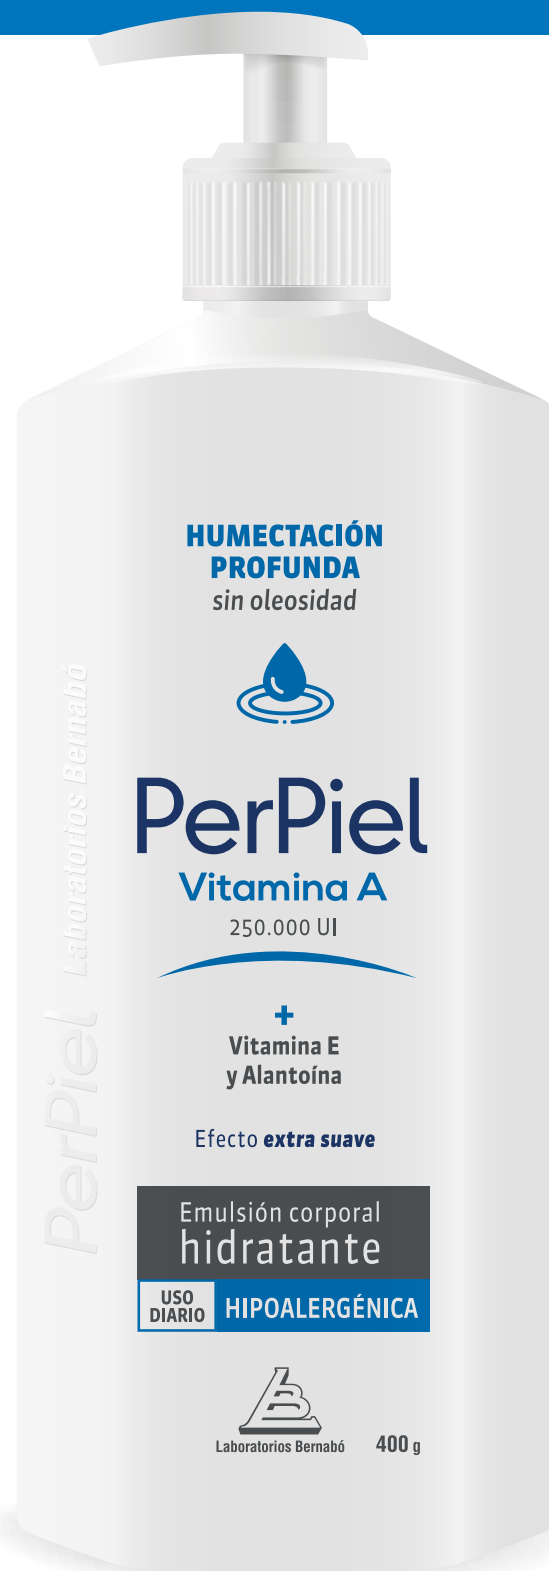 HUMECTACIÓN
PROFUNDA
sin oleosidad
PerPiel
Vitamina A
250.000 UI
+
Vitamina E
y Alantoína
Efecto extra suave
Emulsión corporal
hidratante
USO
DIARIO
HIPOALERGÉNICA
Laboratorios Bernabó
400 g
PerPiel Laboratorios Bernabó